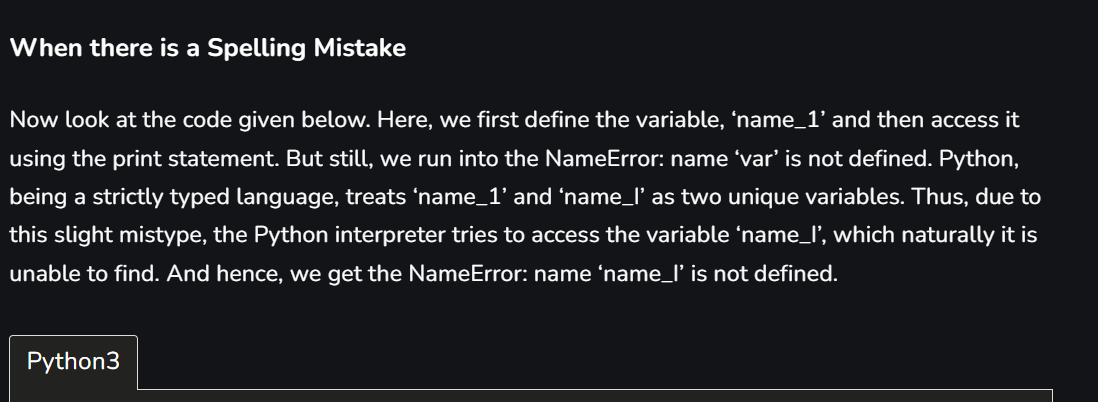 When there is a Spelling Mistake
Now look at the code given below. Here, we first define the variable, ‘name_1’ and then access it
using the print statement. But still, we run into the NameError: name ‘var’ is not defined. Python,
being a strictly typed language, treats ‘name_1’ and ‘name_I’ as two unique variables. Thus, due to
this slight mistype, the Python interpreter tries to access the variable ‘name_I’, which naturally it is
unable to find. And hence, we get the NameError: name ‘name_I’ is not defined.
Python3